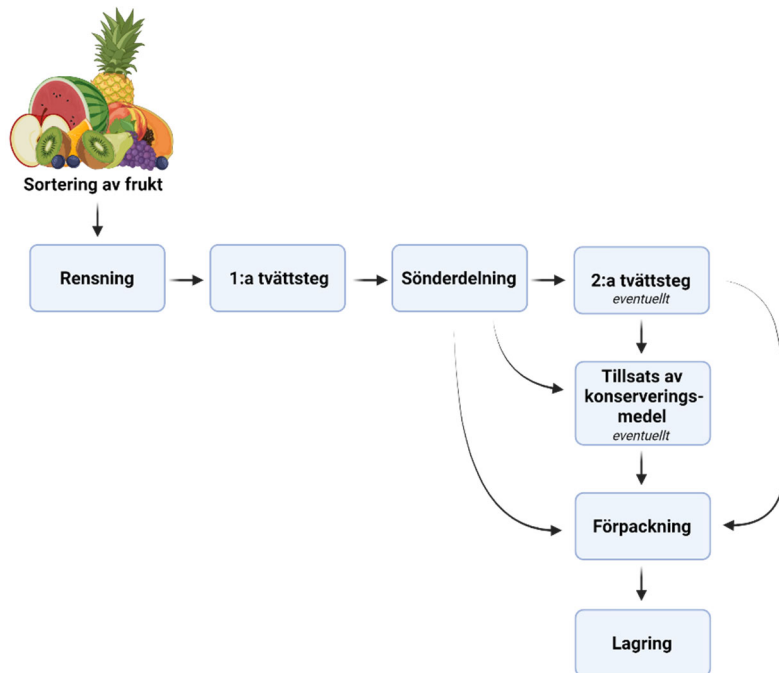 Sortering av frukt
Rensning
1:a tvättsteg
Sönderdelning
2:a tvättsteg
eventuellt
Tillsats av
konserverings-
medel
eventuellt
Förpackning
Lagring